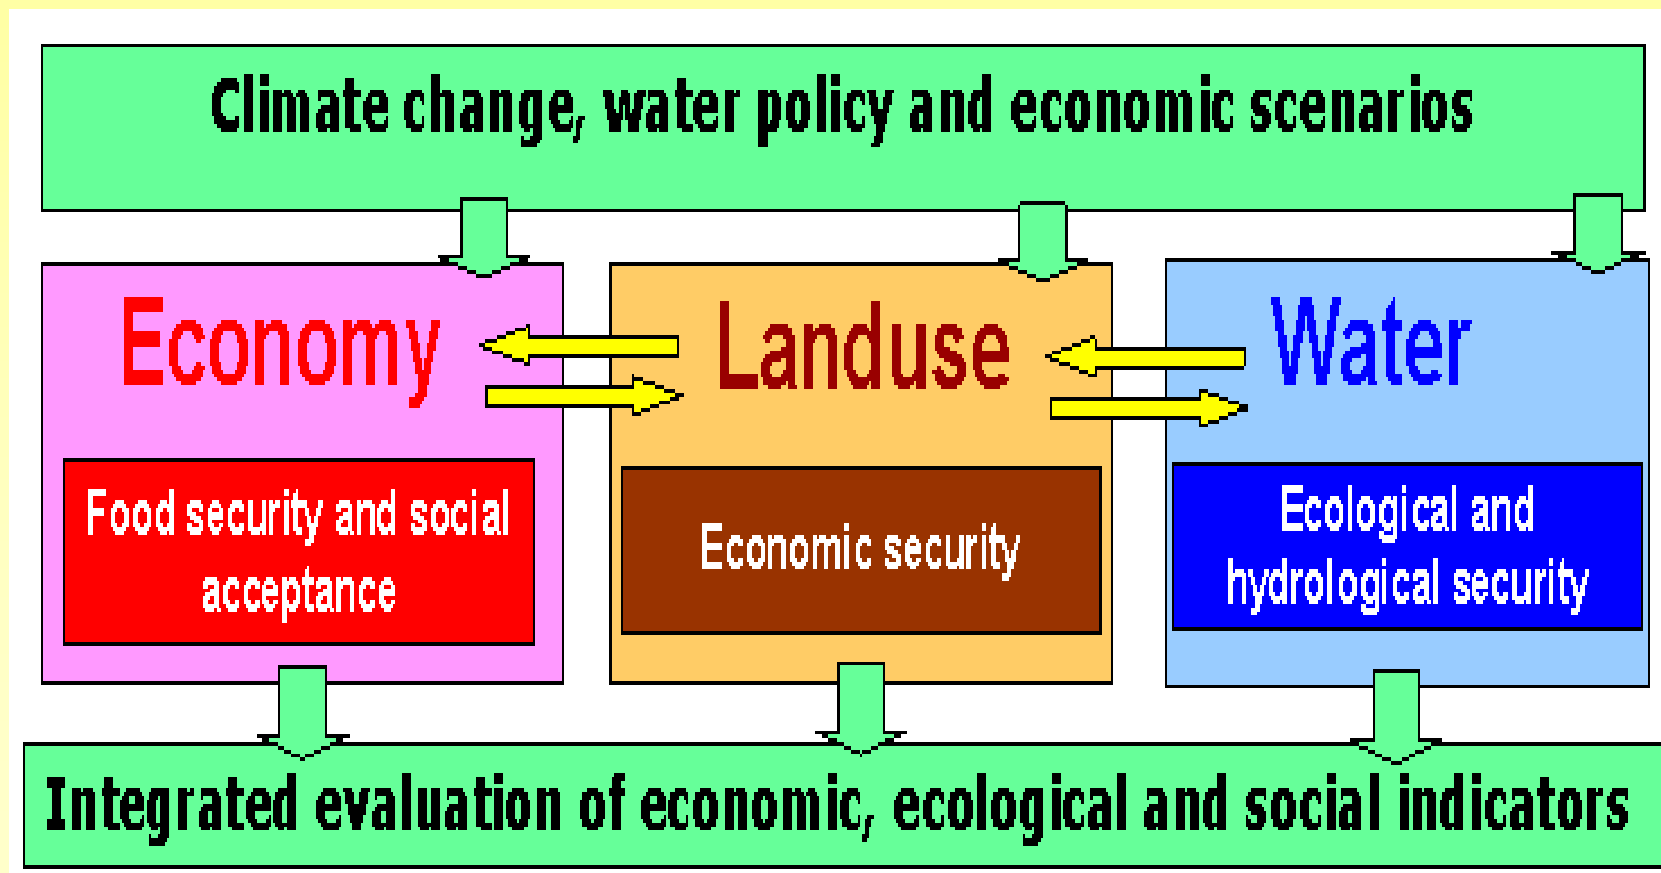 Climate change, water policy and economic scenarios
Economy
Landuse
Water
Food security and social
acceptance
Economic security
Ecological and
hydrological security
Integrated evaluation of economic, ecological and social indicators